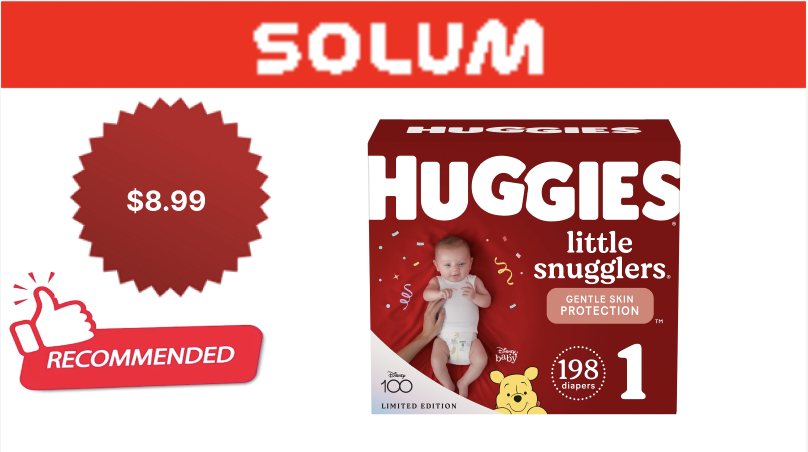 SOLUM
$8.99
RECOMMENDED
HUGGIES
HUGGIES®
little
snugglers®
GENTLE SKIN
PROTECTION
™
Disney
baby
198
diapers
1
Disney
100
LIMITED EDITION